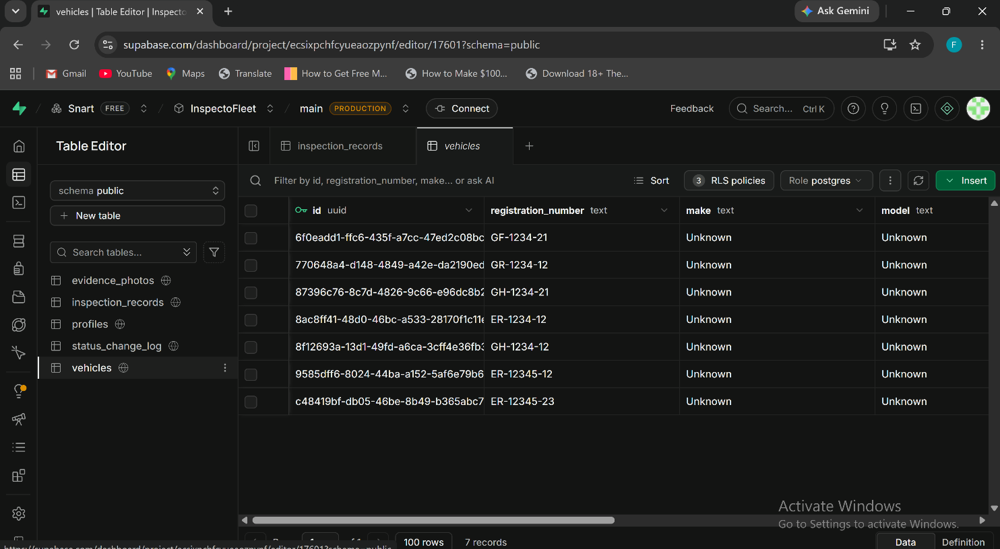 vehicles | Table Editor | Inspecto
Ask Gemini
supabase.com/dashboard/project/ecsixpchfcyueaozpynf/editor/17601?schema=public
F
Gmail
YouTube
Maps
Translate
How to Get Free M...
How to Make $100...
Download 18+ The...
/ Snart FREE / InspectoFleet / main PRODUCTION Connect
Feedback
Search... Ctrl K
Table Editor
inspection_records
vehicles
schema public
New table
Search tables...
evidence_photos
inspection_records
profiles
status_change_log
vehicles
Filter by id, registration_number, make... or ask AI
Sort
3 RLS policies
Role postgres
Insert
id uuid registration_number text make text model text
6f0eadd1-ffc6-435f-a7cc-47ed2c08bc GF-1234-21 Unknown Unknown
770648a4-d148-4849-a42e-da2190ed GR-1234-12 Unknown Unknown
87396c76-8c7d-4826-9c66-e96dc8b2 GH-1234-21 Unknown Unknown
8ac8ff41-48d0-46bc-a533-28170f1c11e ER-1234-12 Unknown Unknown
8f12693a-13d1-49fd-a6ca-3cff4e36fb3 GH-1234-12 Unknown Unknown
9585dff6-8024-44ba-a152-5af6e79b6 ER-12345-12 Unknown Unknown
c48419bf-db05-46be-8b49-b365abc7 ER-12345-23 Unknown Unknown
Activate Windows
Go to Settings to activate Windows.
100 rows
7 records
Data
Definition